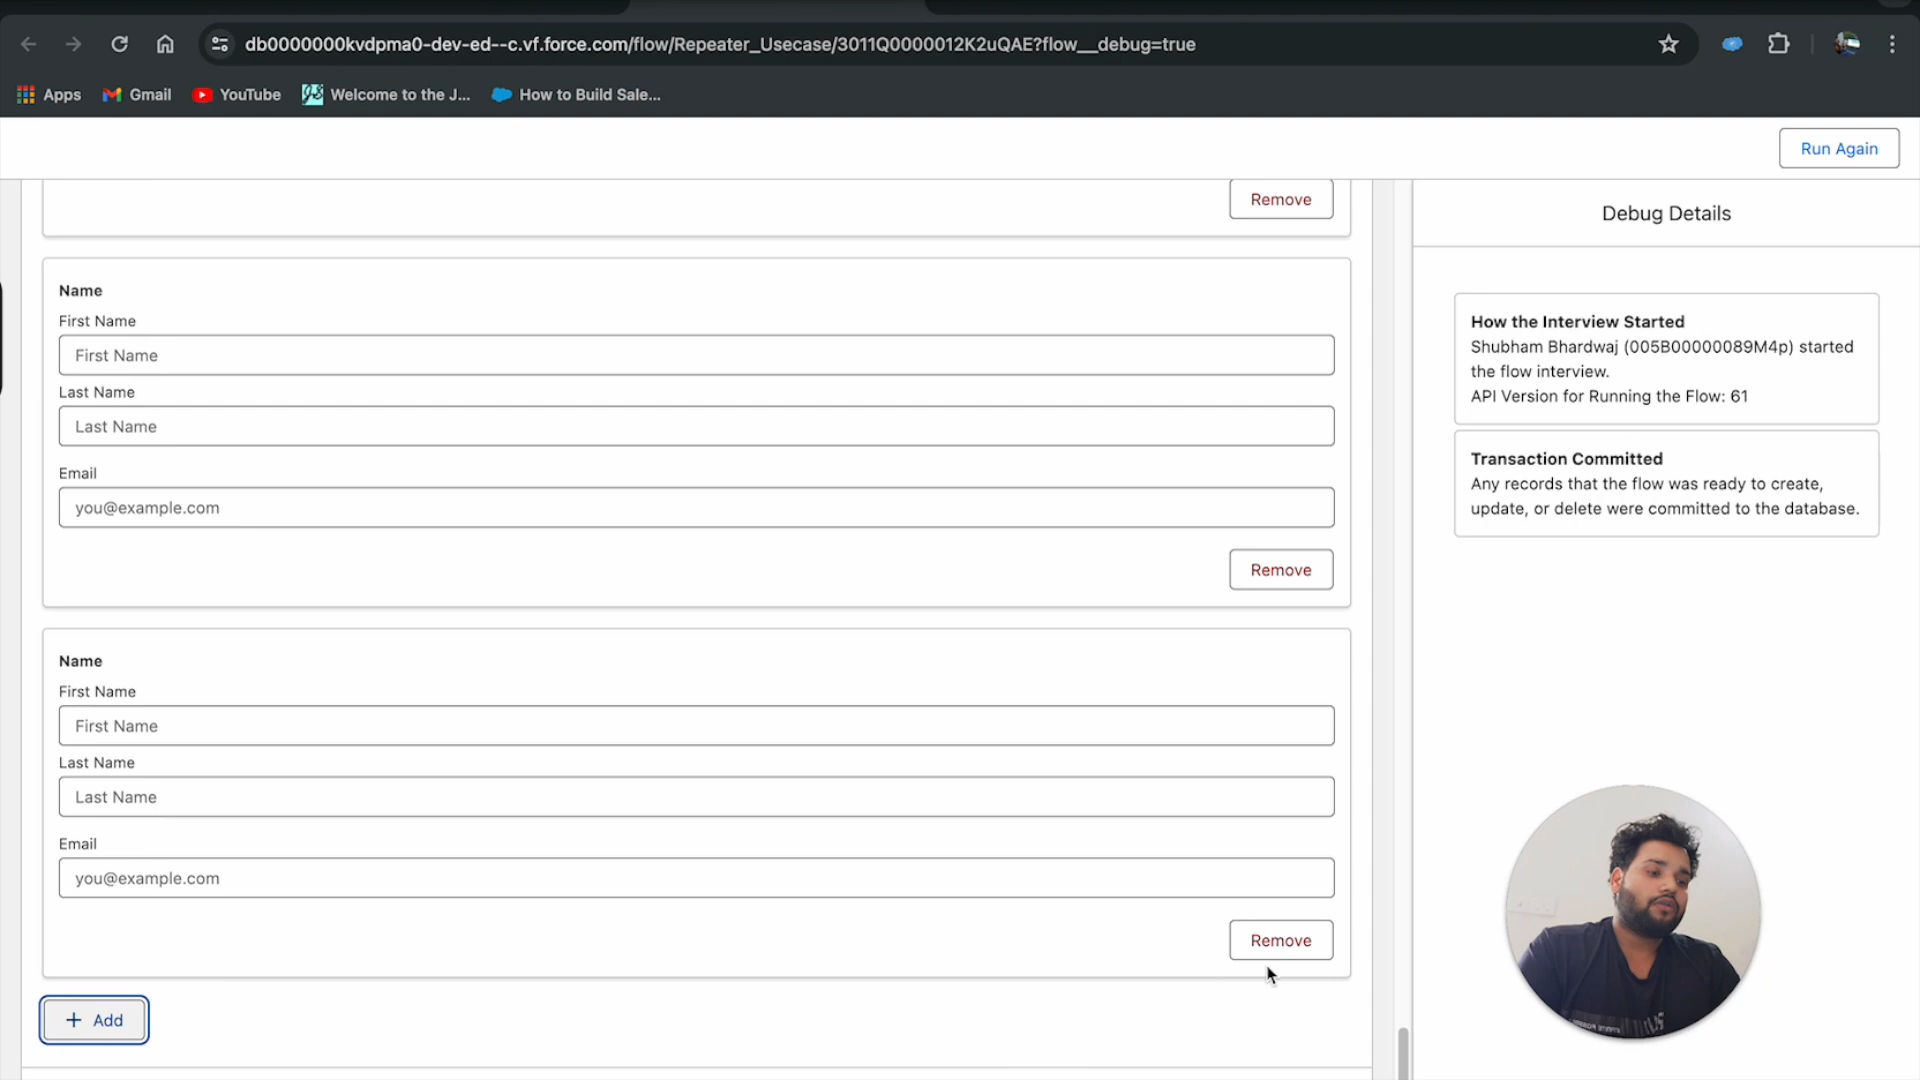 db0000000kvdpma0-dev-ed--c.vf.force.com/flow/Repeater_Usecase/3011Q0000012K2uQAE?flow__debug=true
Apps
Gmail
YouTube
Welcome to the J...
How to Build Sale...
Run Again
Remove
Debug Details
Name
First Name
First Name
Last Name
Last Name
Email
you@example.com
Remove
Name
First Name
First Name
Last Name
Last Name
Email
you@example.com
Remove
+ Add
How the Interview Started
Shubham Bhardwaj (005B00000089M4p) started
the flow interview.
API Version for Running the Flow: 61
Transaction Committed
Any records that the flow was ready to create,
update, or delete were committed to the database.